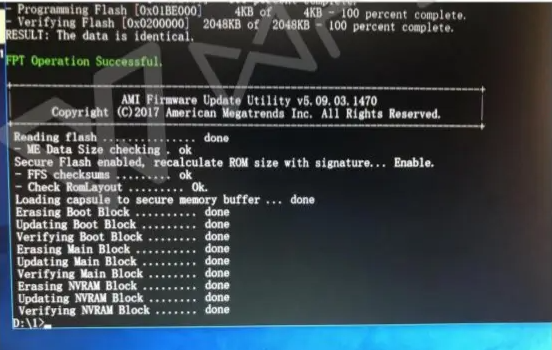 - Programming Flash [0x01BE000] 4KB of 4KB - 100 percent complete.
- Verifying Flash [0x0200000] 2048KB of 2048KB - 100 percent complete.
RESULT: The data is identical.
FPT Operation Successful.
AMI Firmware Update Utility v5.09.03.1470
Copyright (C)2017 American Megatrends Inc. All Rights Reserved.
Reading flash ............... done
- ME Data Size checking . ok
Secure Flash enabled, recalculate ROM size with signature... Enable.
- FFS checksums ......... ok
- Check RomLayout ......... Ok.
Loading capsule to secure memory buffer ... done
Erasing Boot Block .......... done
Updating Boot Block ......... done
Verifying Boot Block ........ done
Erasing Main Block .......... done
Updating Main Block ......... done
Verifying Main Block ........ done
Erasing NVRAM Block ......... done
Updating NVRAM Block ........ done
Verifying NVRAM Block ....... done
D:\1>_